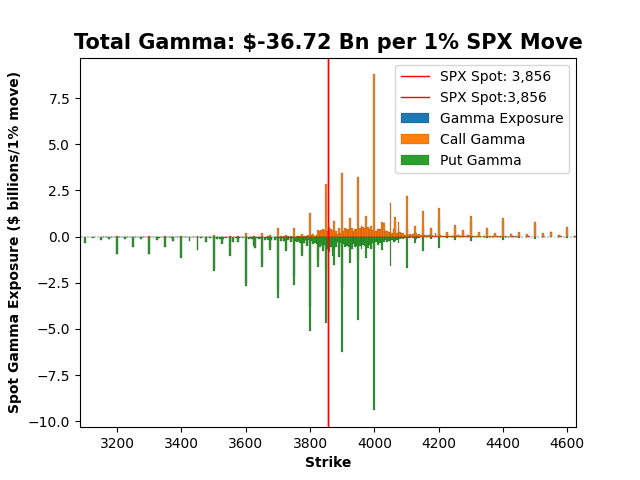 Total Gamma: $-36.72 Bn per 1% SPX Move
SPX Spot: 3,856
SPX Spot:3,856
Gamma Exposure
Call Gamma
Put Gamma
Spot Gamma Exposure ($ billions/1% move)
7.5
5.0
2.5
0.0
−2.5
−5.0
−7.5
−10.0
3200 3400 3600 3800 4000 4200 4400 4600
Strike